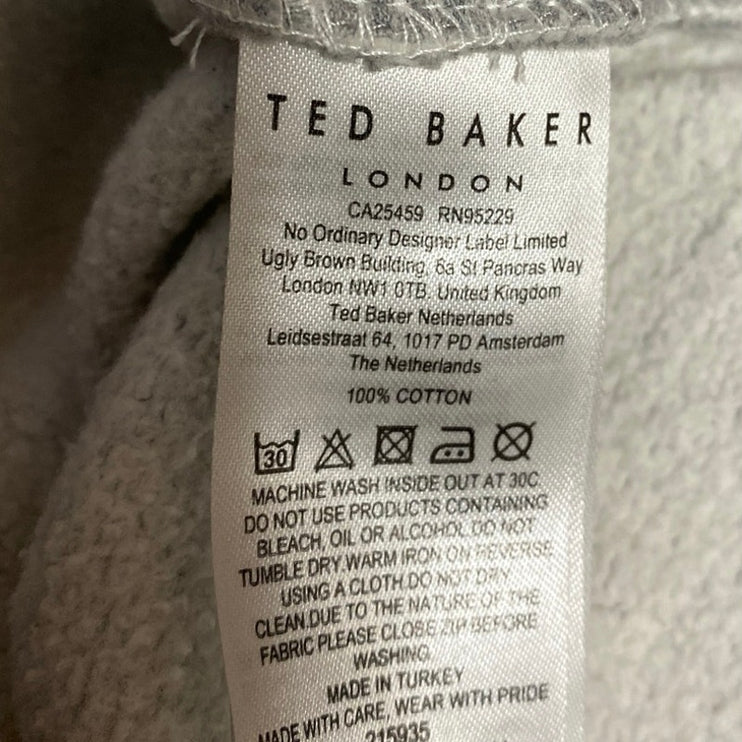 TED BAKER
LONDON
CA25459 RN95229
No Ordinary Designer Label Limited
Ugly Brown Building, 6a St Pancras Way
London NW1 0TB. United Kingdom
Ted Baker Netherlands
Leidsestraat 64, 1017 PD Amsterdam
The Netherlands
100% COTTON
30
MACHINE WASH INSIDE OUT AT 30C
DO NOT USE PRODUCTS CONTAINING
BLEACH, OIL OR ALCOHOL.DO NOT
TUMBLE DRY.WARM IRON ON REVERSE
USING A CLOTH.DO NOT DRY
CLEAN.DUE TO THE NATURE OF THE
FABRIC PLEASE CLOSE ZIP BEFORE
WASHING
MADE IN TURKEY
MADE WITH CARE, WEAR WITH PRIDE
215935